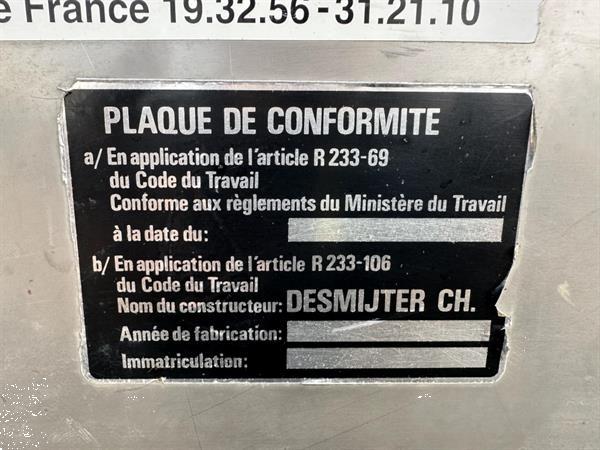 e France 19.32.56 - 31.21.10
PLAQUE DE CONFORMITE
a/ En application de l'article R 233-69
du Code du Travail
Conforme aux règlements du Ministère du Travail
à la date du:
b/ En application de l'article R 233-106
du Code du Travail
Nom du constructeur: DESMIJTER CH.
Année de fabrication:
Immatriculation: